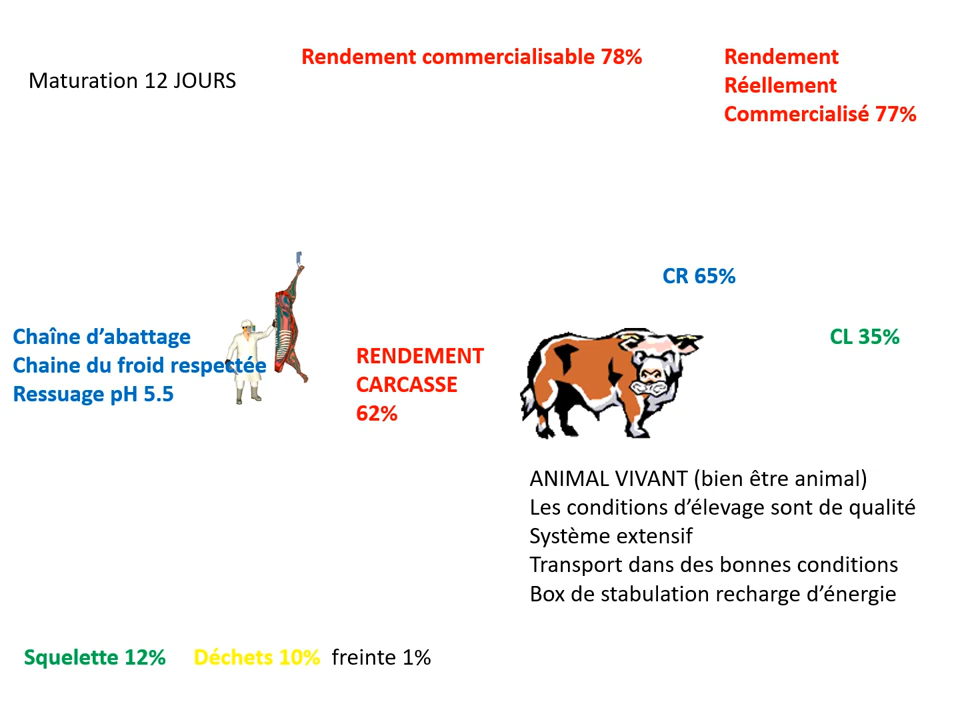 Maturation 12 JOURS
Rendement commercialisable 78%
Rendement
Réellement
Commercialisé 77%
CR 65%
CL 35%
Chaîne d’abattage
Chaine du froid respectée
Ressuage pH 5.5
RENDEMENT
CARCASSE
62%
ANIMAL VIVANT (bien être animal)
Les conditions d’élevage sont de qualité
Système extensif
Transport dans des bonnes conditions
Box de stabulation recharge d’énergie
Squelette 12% Déchets 10% freinte 1%